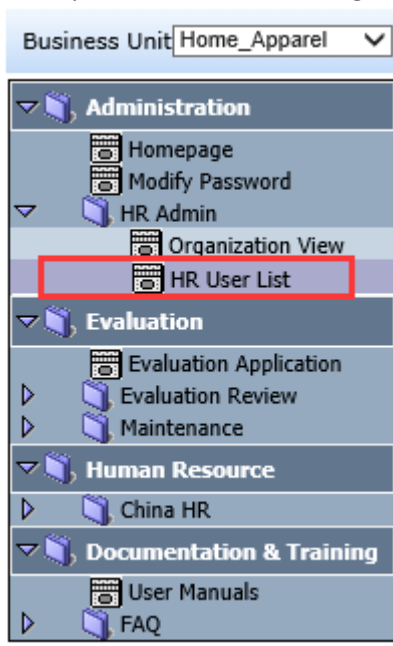 Business Unit Home_Apparel
Administration
Homepage
Modify Password
HR Admin
Organization View
HR User List
Evaluation
Evaluation Application
Evaluation Review
Maintenance
Human Resource
China HR
Documentation & Training
User Manuals
FAQ